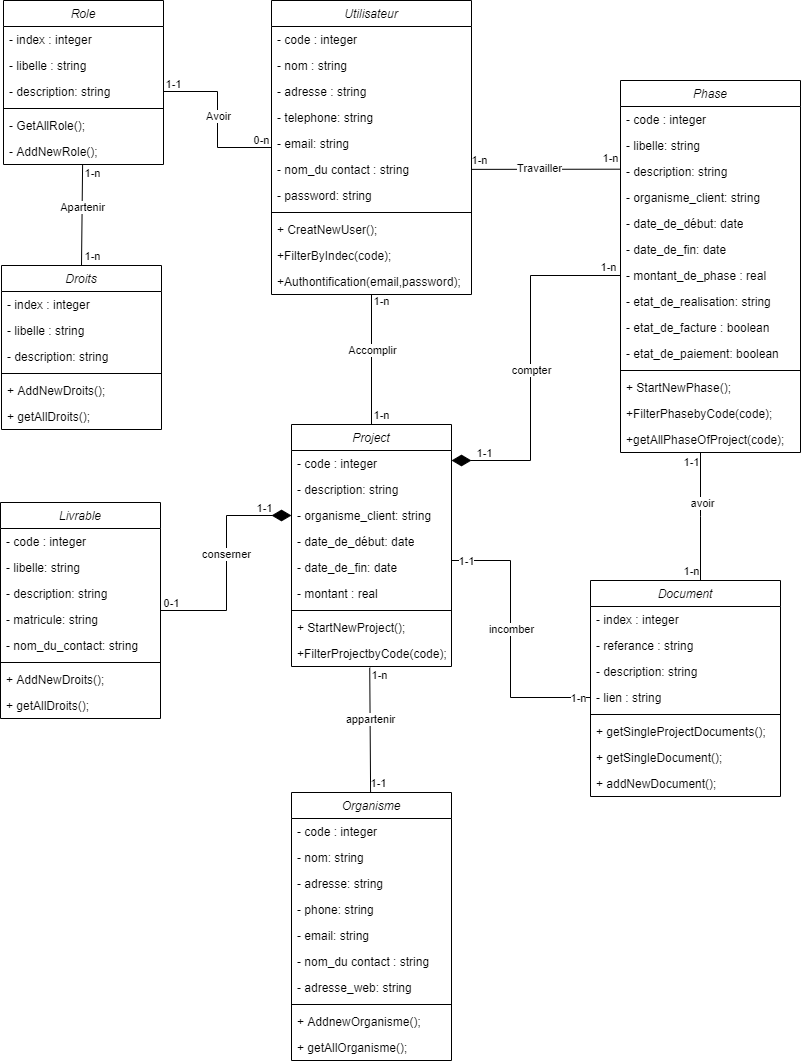 Role
- index : integer
- libelle : string
- description: string
- GetAllRole();
- AddNewRole();
1-1
Avoir
0-n
Utilisateur
- code : integer
- nom : string
- adresse : string
- telephone: string
- email: string
- nom_du contact : string
- password: string
+ CreatNewUser();
+FilterByIndec(code);
+Authontification(email,password);
1-n
Travailler
1-n
Phase
- code : integer
- libelle: string
- description: string
- organisme_client: string
- date_de_début: date
- date_de_fin: date
- montant_de_phase : real
- etat_de_realisation: string
- etat_de_facture : boolean
- etat_de_paiement: boolean
+ StartNewPhase();
+FilterPhasebyCode(code);
+getAllPhaseOfProject(code);
1-n
Apartenir
1-n
Droits
- index : integer
- libelle : string
- description: string
+ AddNewDroits();
+ getAllDroits();
1-n
Accomplir
1-n
1-n
compter
1-1
Project
- code : integer
- description: string
- organisme_client: string
- date_de_début: date
- date_de_fin: date
- montant : real
+ StartNewProject();
+FilterProjectbyCode(code);
1-1
conserner
0-1
Livrable
- code : integer
- libelle: string
- description: string
- matricule: string
- nom_du_contact: string
+ AddNewDroits();
+ getAllDroits();
1-1
avoir
1-n
1-1
incomber
1-n
Document
- index : integer
- referance : string
- description: string
- lien : string
+ getSingleProjectDocuments();
+ getSingleDocument();
+ addNewDocument();
1-n
appartenir
1-1
Organisme
- code : integer
- nom: string
- adresse: string
- phone: string
- email: string
- nom_du contact : string
- adresse_web: string
+ AddnewOrganisme();
+ getAllOrganisme();